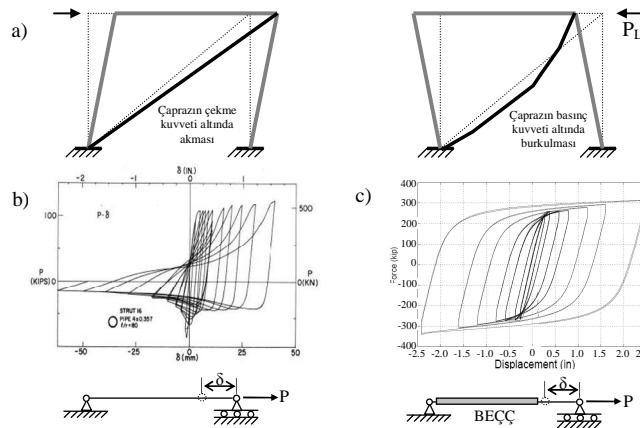 a)
P_L
Çaprazın çekme
kuvveti altında
akması
Çaprazın basınç
kuvveti altında
burkulması
b)
δ (IN.)
-2 -1 0 1
100
P-δ
500
P
(KIPS)
0
P
0(KN)
STRUT 16
PIPE 4x0.357
-50 -25 0 25 50
δ(mm)
δ
P
c)
400
300
200
100
0
-100
-200
-300
-400
Force (kip)
-2.5 -2.0 -1.5 -1.0 -0.5 0.0 0.5 1.0 1.5 2.0 2.5
Displacement (in)
δ
P
BEÇÇ